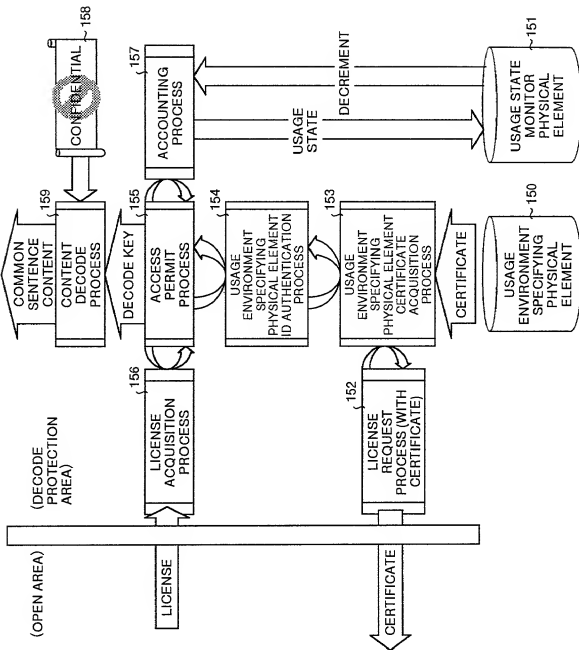 (OPEN AREA)
(DECODE
PROTECTION
AREA)
LICENSE
CERTIFICATE
156
LICENSE
ACQUISITION
PROCESS
152
LICENSE
REQUEST
PROCESS (WITH
CERTIFICATE)
COMMON
SENTENCE
CONTENT
159
CONTENT
DECODE
PROCESS
DECODE KEY
155
ACCESS
PERMIT
PROCESS
154
USAGE
ENVIRONMENT
SPECIFYING
PHYSICAL ELEMENT
ID AUTHENTICATION
PROCESS
153
USAGE
ENVIRONMENT
SPECIFYING
PHYSICAL ELEMENT
CERTIFICATE
ACQUISITION
PROCESS
CERTIFICATE
150
USAGE
ENVIRONMENT
SPECIFYING
PHYSICAL
ELEMENT
158
CONFIDENTIAL
157
ACCOUNTING
PROCESS
USAGE
STATE
DECREMENT
151
USAGE STATE
MONITOR
PHYSICAL
ELEMENT